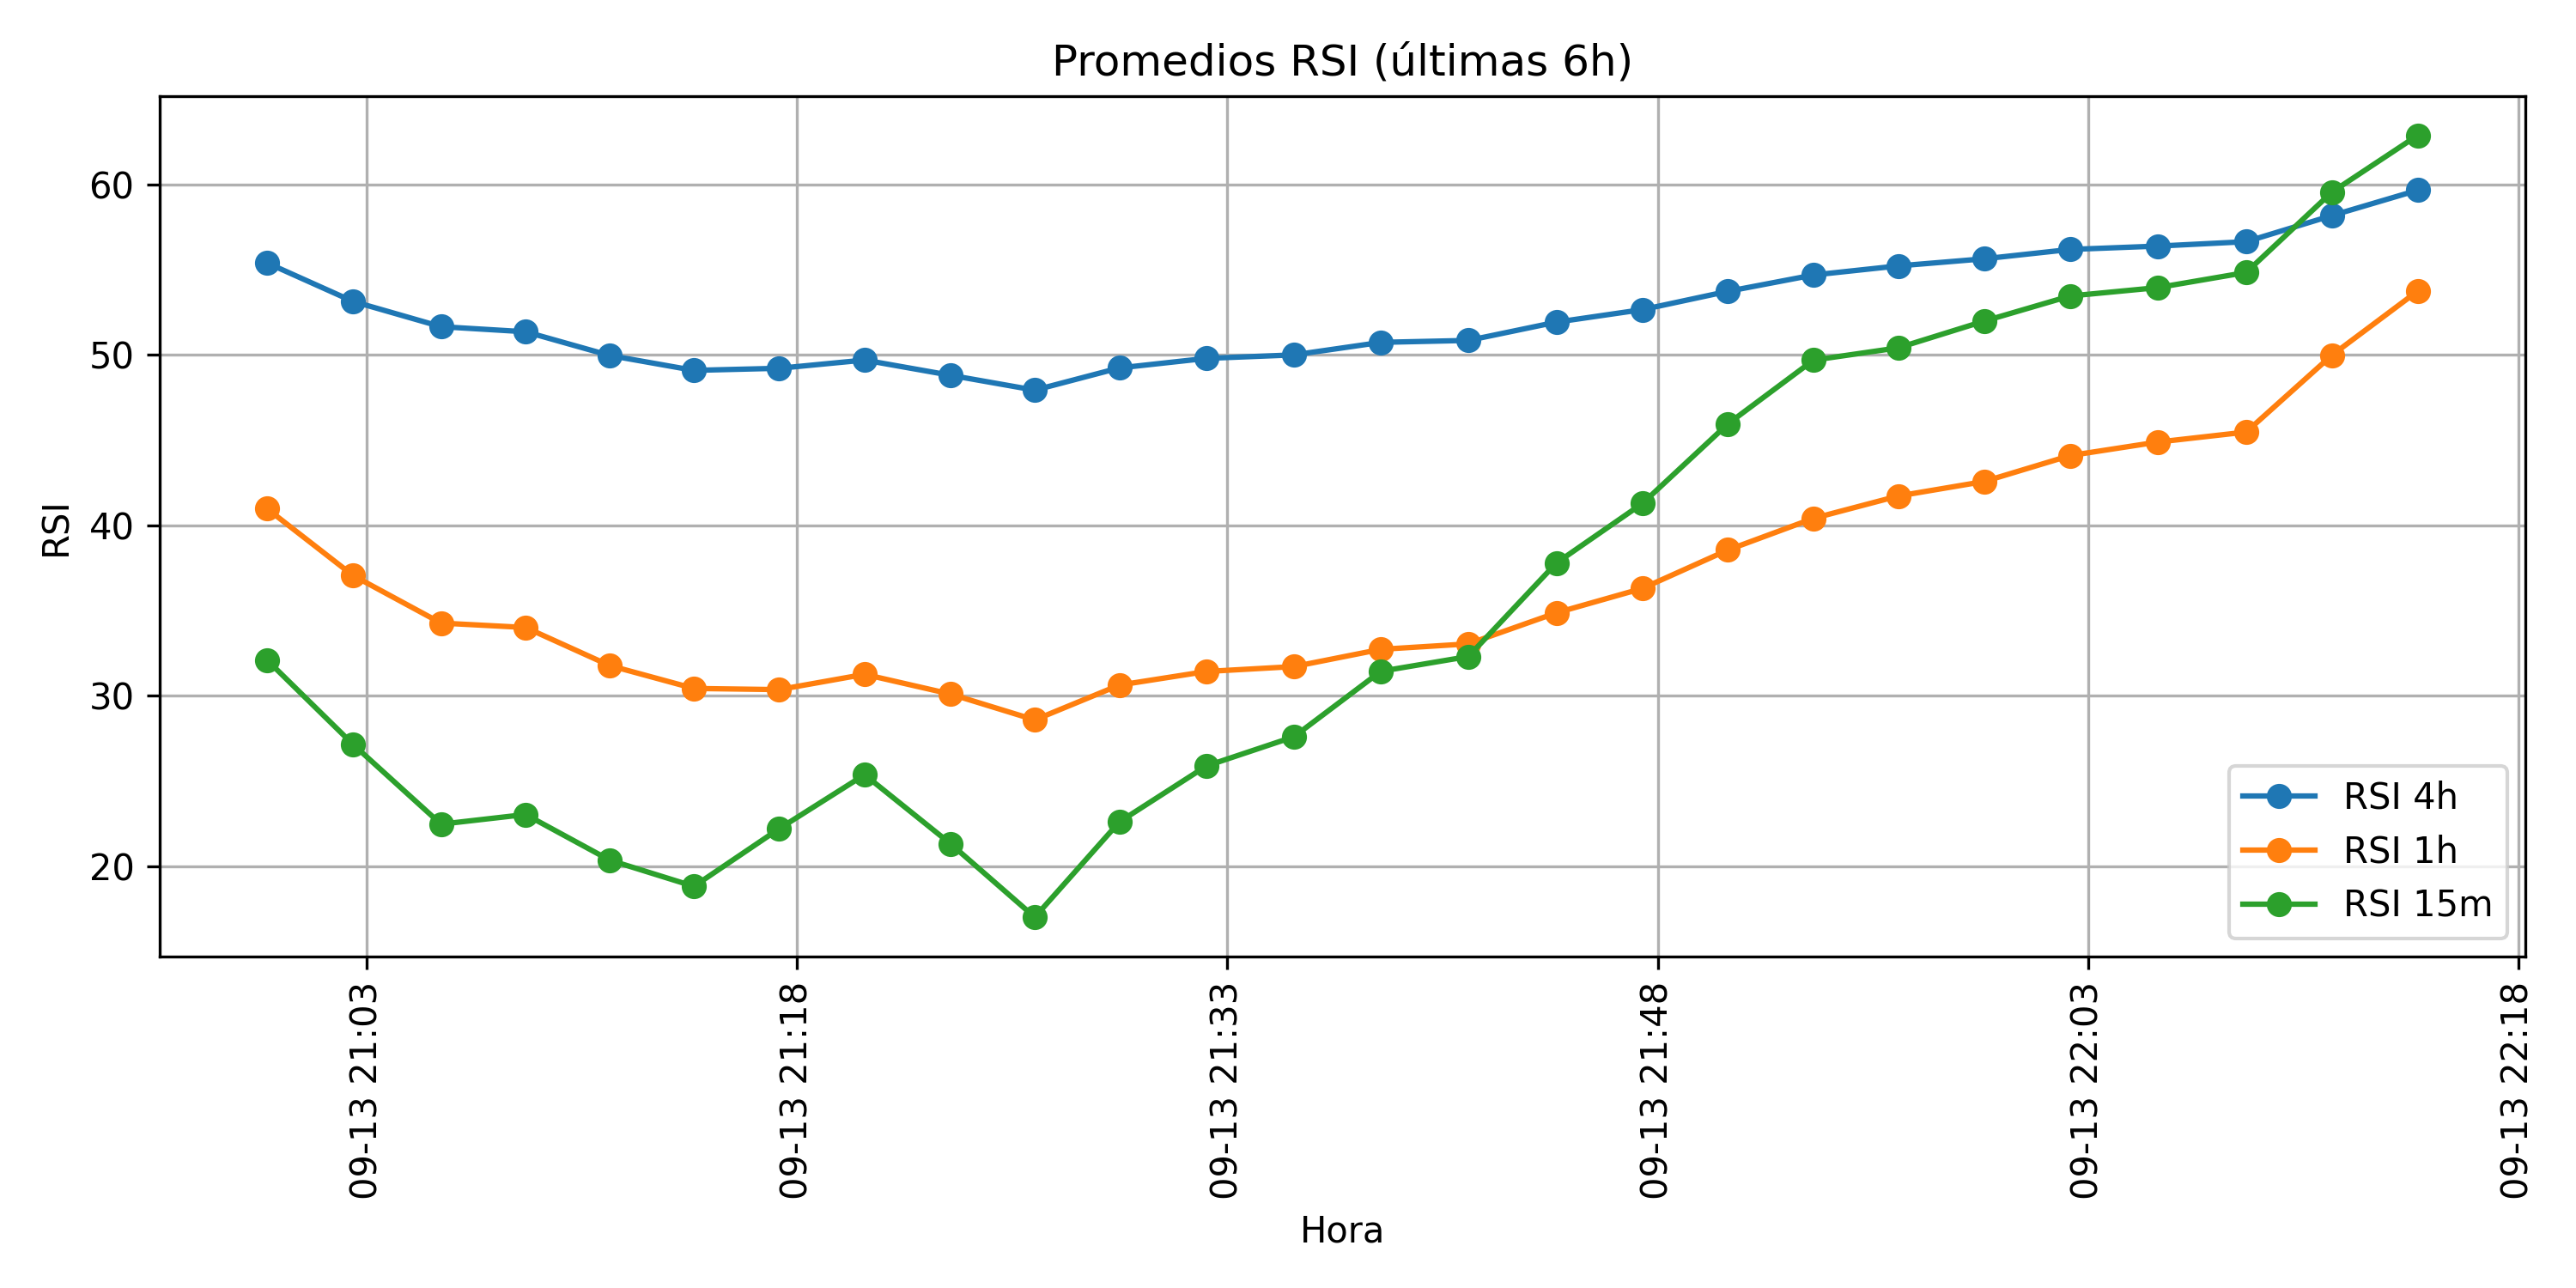 Promedios RSI (últimas 6h)
RSI
60
50
40
30
20
RSI 4h
RSI 1h
RSI 15m
09-13 21:03
09-13 21:18
09-13 21:33
09-13 21:48
09-13 22:03
09-13 22:18
Hora